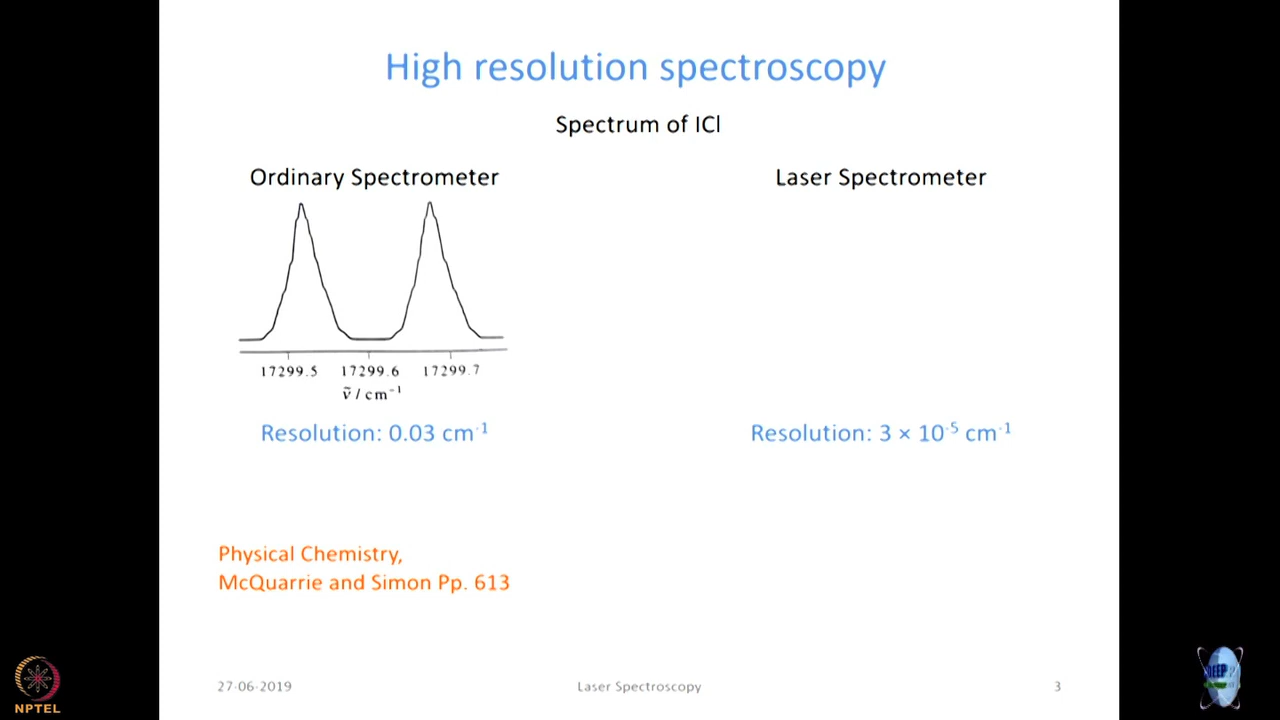 High resolution spectroscopy
Spectrum of ICl
Ordinary Spectrometer
Laser Spectrometer
17299.5 17299.6 17299.7
ν̃ / cm⁻¹
Resolution: 0.03 cm⁻¹
Resolution: 3 × 10⁻⁵ cm⁻¹
Physical Chemistry,
McQuarrie and Simon Pp. 613
27-06-2019
Laser Spectroscopy
3
NPTEL